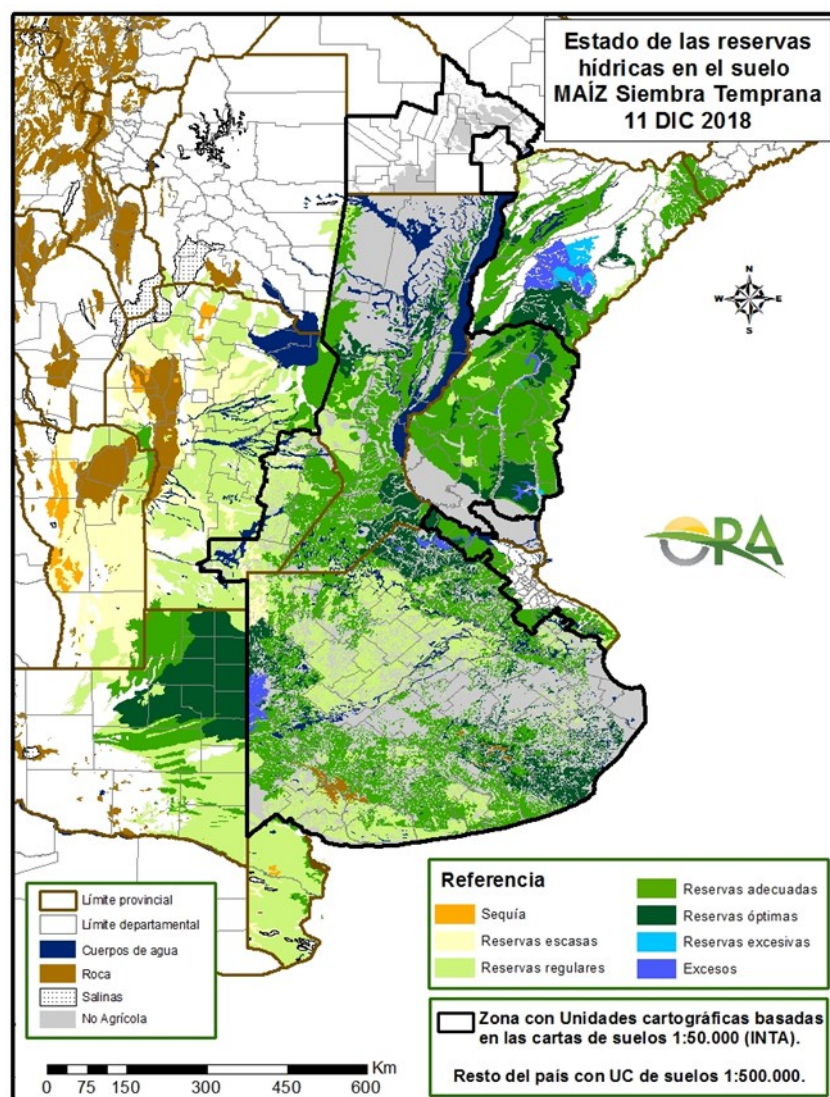 Estado de las reservas
hídricas en el suelo
MAÍZ Siembra Temprana
11 DIC 2018
N
W
E
S
ORA
Límite provincial
Límite departamental
Cuerpos de agua
Roca
Salinas
No Agrícola
Referencia
Sequía
Reservas escasas
Reservas regulares
Reservas adecuadas
Reservas óptimas
Reservas excesivas
Excesos
Zona con Unidades cartográficas basadas
en las cartas de suelos 1:50.000 (INTA).
Resto del país con UC de suelos 1:500.000.
Km
0 75 150 300 450 600